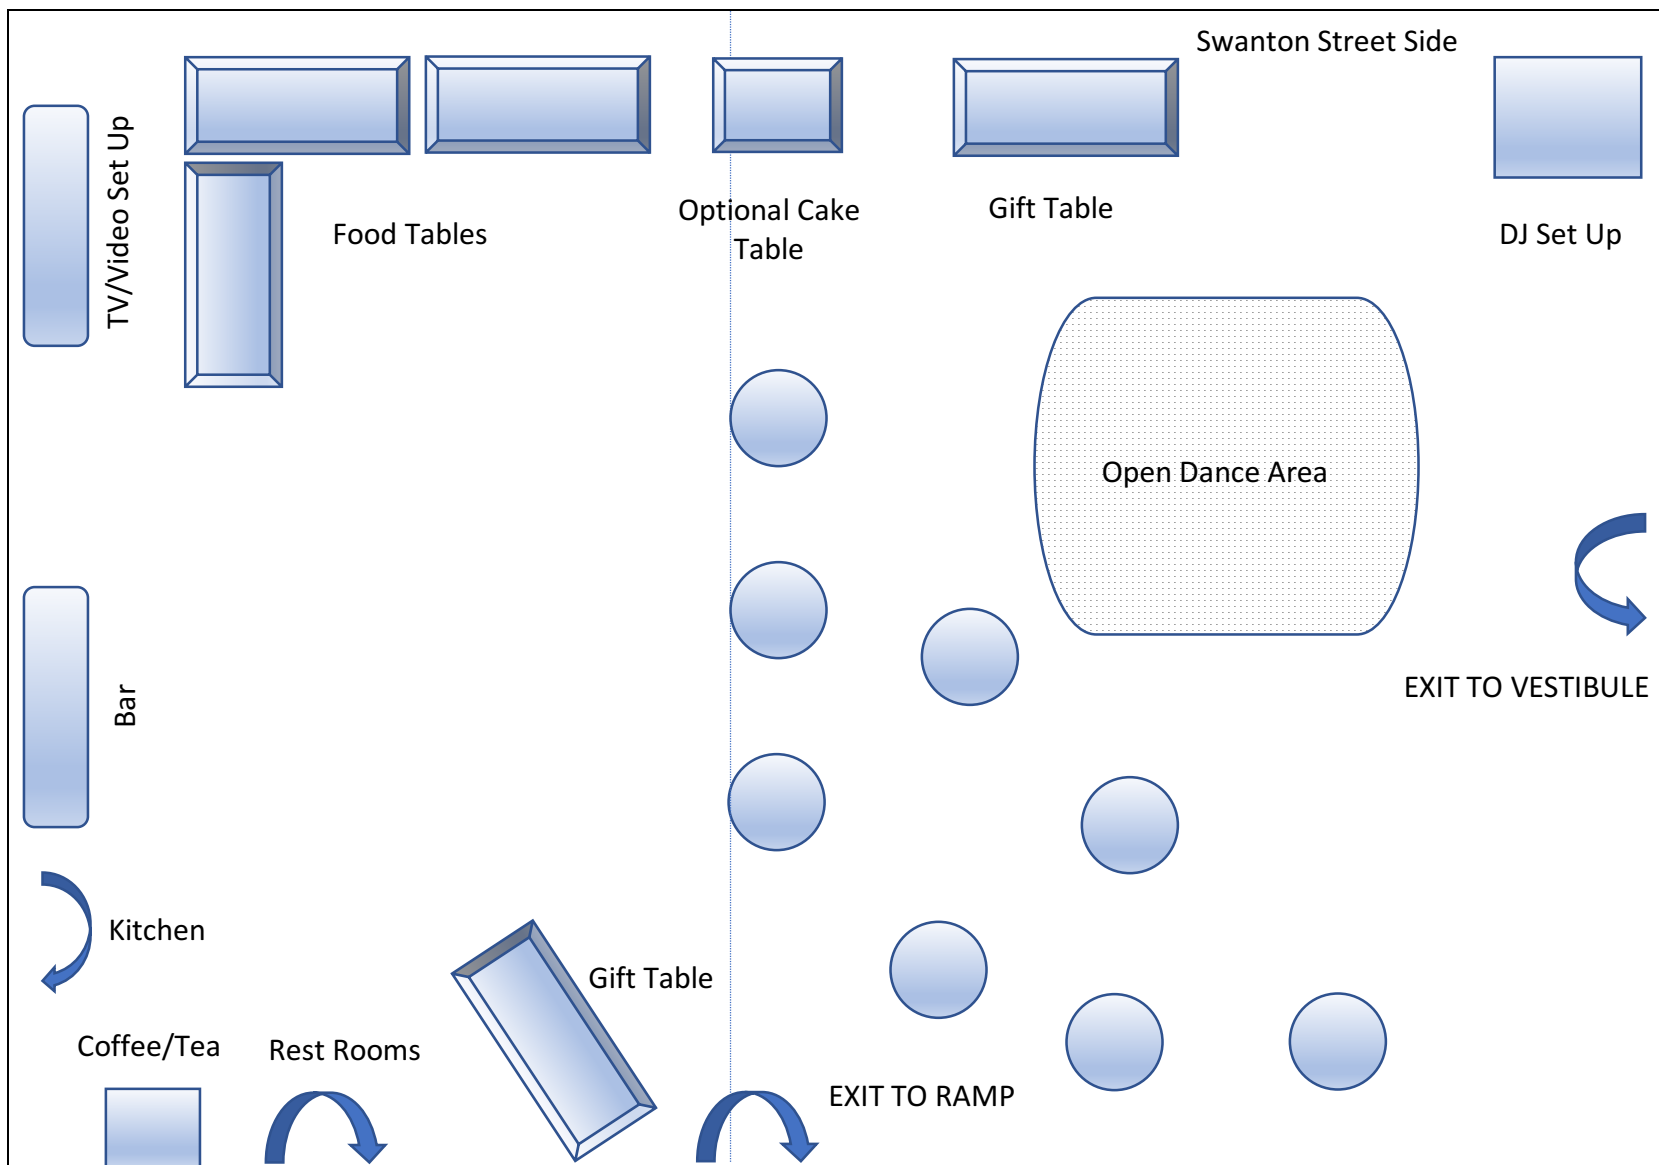 Swanton Street Side
TV/Video Set Up
Food Tables
Optional Cake
Table
Gift Table
DJ Set Up
Open Dance Area
EXIT TO VESTIBULE
Bar
Kitchen
Gift Table
Coffee/Tea
Rest Rooms
EXIT TO RAMP